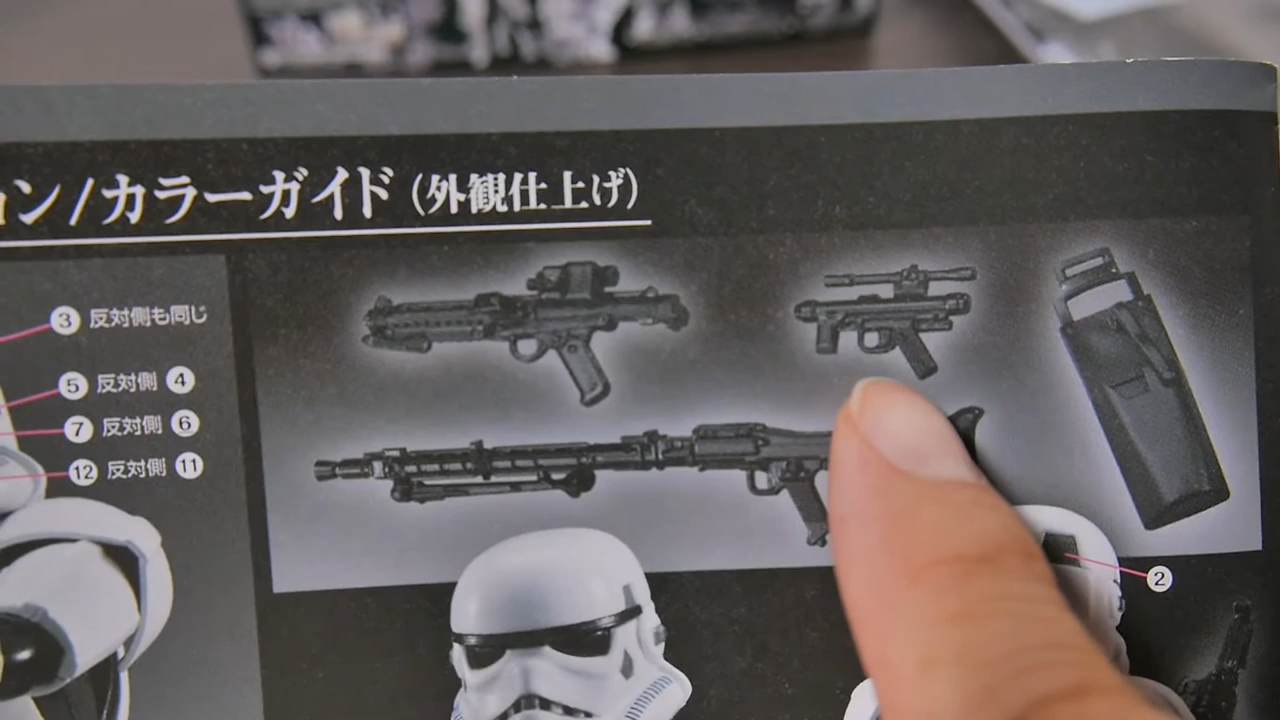 ョン/カラーガイド（外観仕上げ）
③ 反対側も同じ
⑤ 反対側 ④
⑦ 反対側 ⑥
⑫ 反対側 ⑪
②